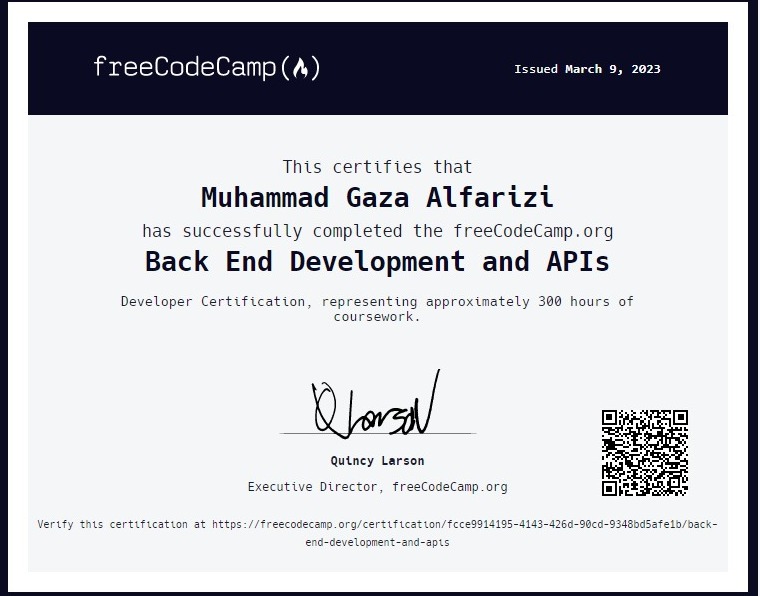 freeCodeCamp(🔥)
Issued March 9, 2023
This certifies that
Muhammad Gaza Alfarizi
has successfully completed the freeCodeCamp.org
Back End Development and APIs
Developer Certification, representing approximately 300 hours of
coursework.
Quincy Larson
Executive Director, freeCodeCamp.org
Verify this certification at https://freecodecamp.org/certification/fcce9914195-4143-426d-90cd-9348bd5afe1b/back-
end-development-and-apis